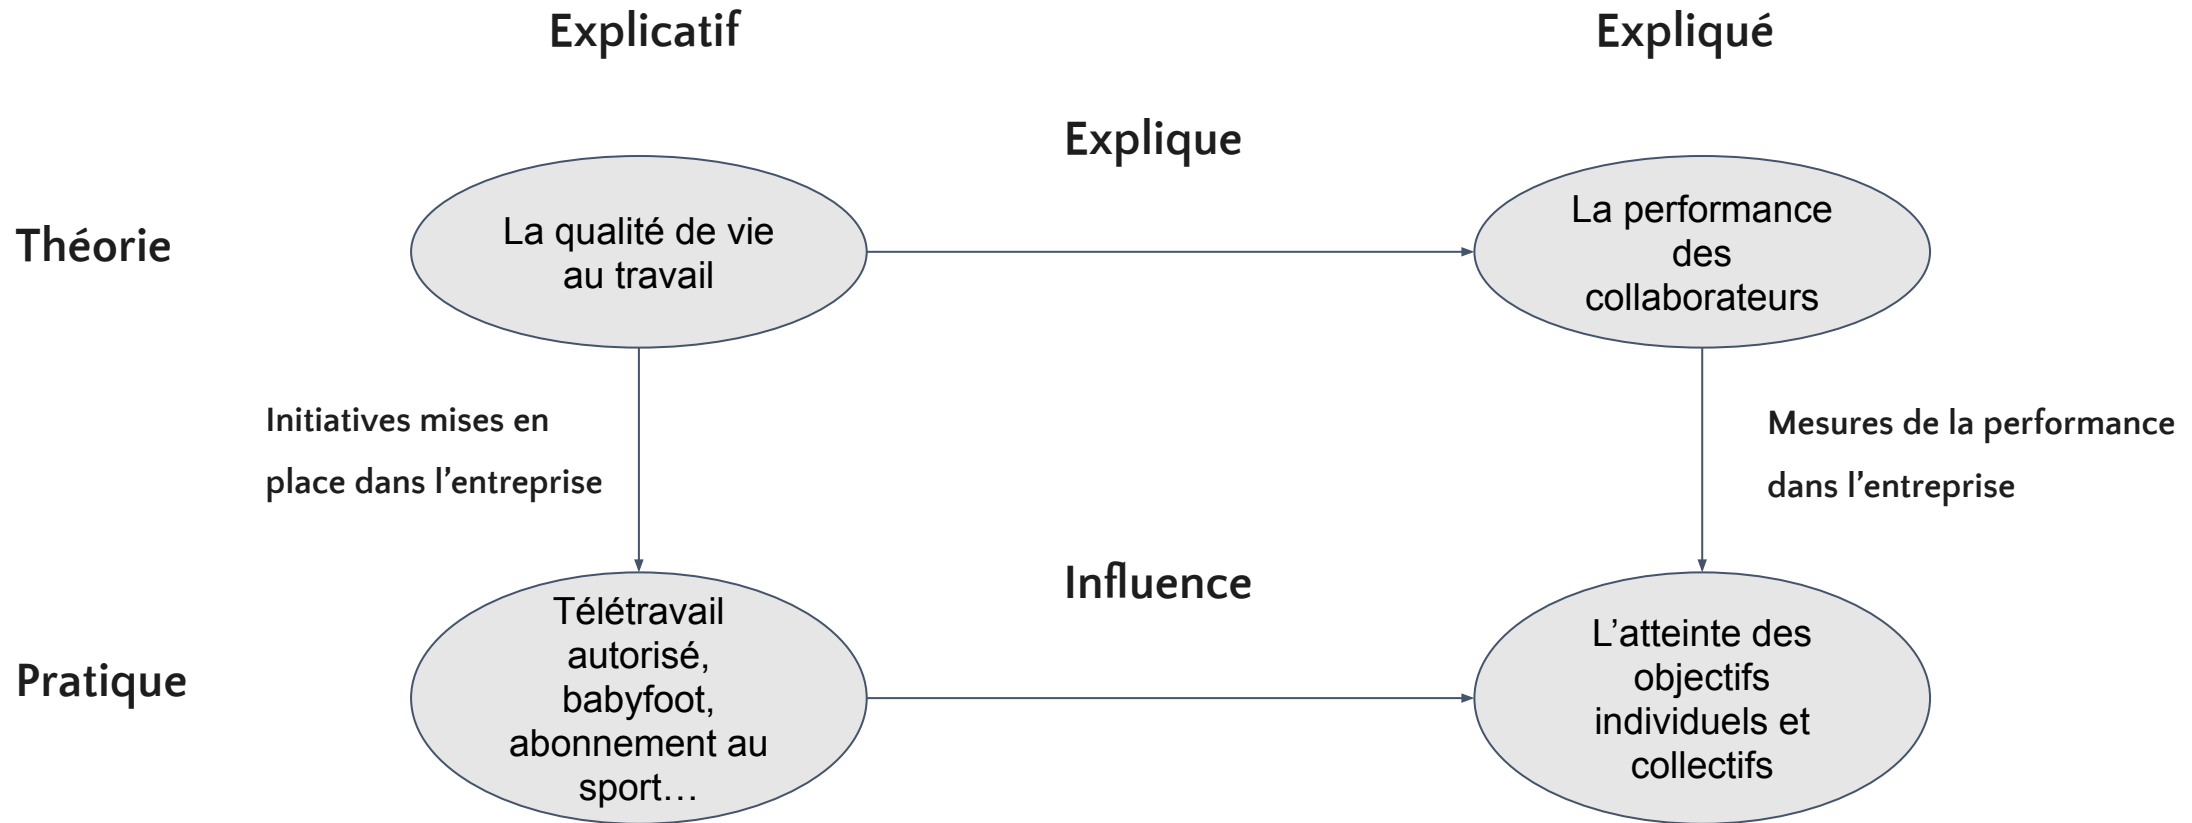 Explicatif
Expliqué
Explique
Théorie
La qualité de vie
au travail
La performance
des
collaborateurs
Initiatives mises en
place dans l’entreprise
Mesures de la performance
dans l’entreprise
Influence
Pratique
Télétravail
autorisé,
babyfoot,
abonnement au
sport…
L’atteinte des
objectifs
individuels et
collectifs